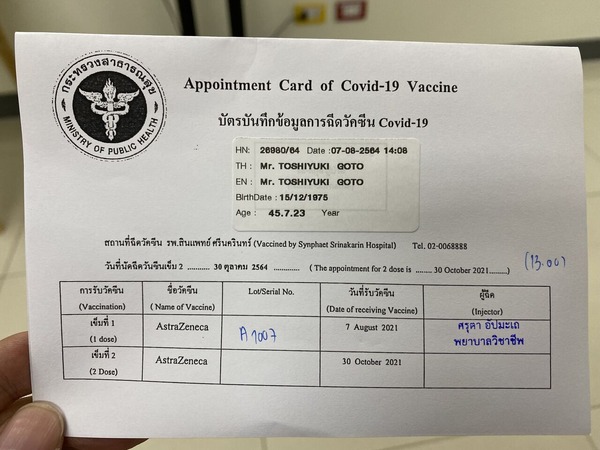 กระทรวงสาธารณสุข
MINISTRY OF PUBLIC HEALTH
Appointment Card of Covid-19 Vaccine
บัตรบันทึกข้อมูลการฉีดวัคซีน Covid-19
HN: 26980/64 Date :07-08-2564 14:08
TH : Mr. TOSHIYUKI GOTO
EN : Mr. TOSHIYUKI GOTO
BirthDate : 15/12/1975
Age : 45.7.23 Year
สถานที่ฉีดวัคซีน รพ.สินแพทย์ ศรีนครินทร์ (Vaccined by Synphaet Srinakarin Hospital) Tel. 02-0068888
วันที่นัดฉีดวันซีนเข็ม 2 ........... 30 ตุลาคม 2564 ............. ( The appointment for 2 dose is ........ 30 October 2021........) (13.00)
การรับวัคซีน ชื่อวัคซีน Lot/Serial No. วันที่รับวัคซีน ผู้ฉีด
(Vaccination) ( Name of Vaccine) (Date of receiving Vaccine) (Injector)
เข็มที่ 1 AstraZeneca A1007 7 August 2021 ศรุดา อัปมะเถ
(1 dose) พยาบาลวิชาชีพ
เข็มที่ 2 AstraZeneca 30 October 2021
(2 Dose)